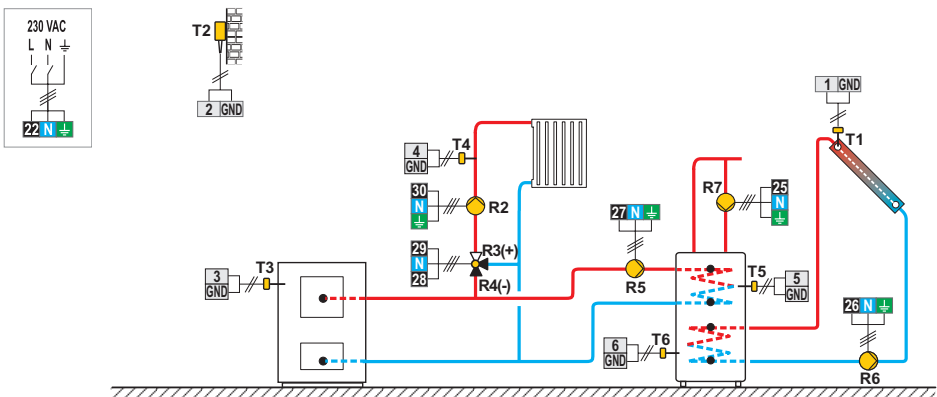 230 VAC
L N
22 N
T2
2 GND
1 GND
T1
4
GND
T4
30
N
R2
29
N
28
R3(+)
R4(-)
27 N
R5
R7
25
N
3
GND
T3
T5
5
GND
6
GND
T6
26 N
R6